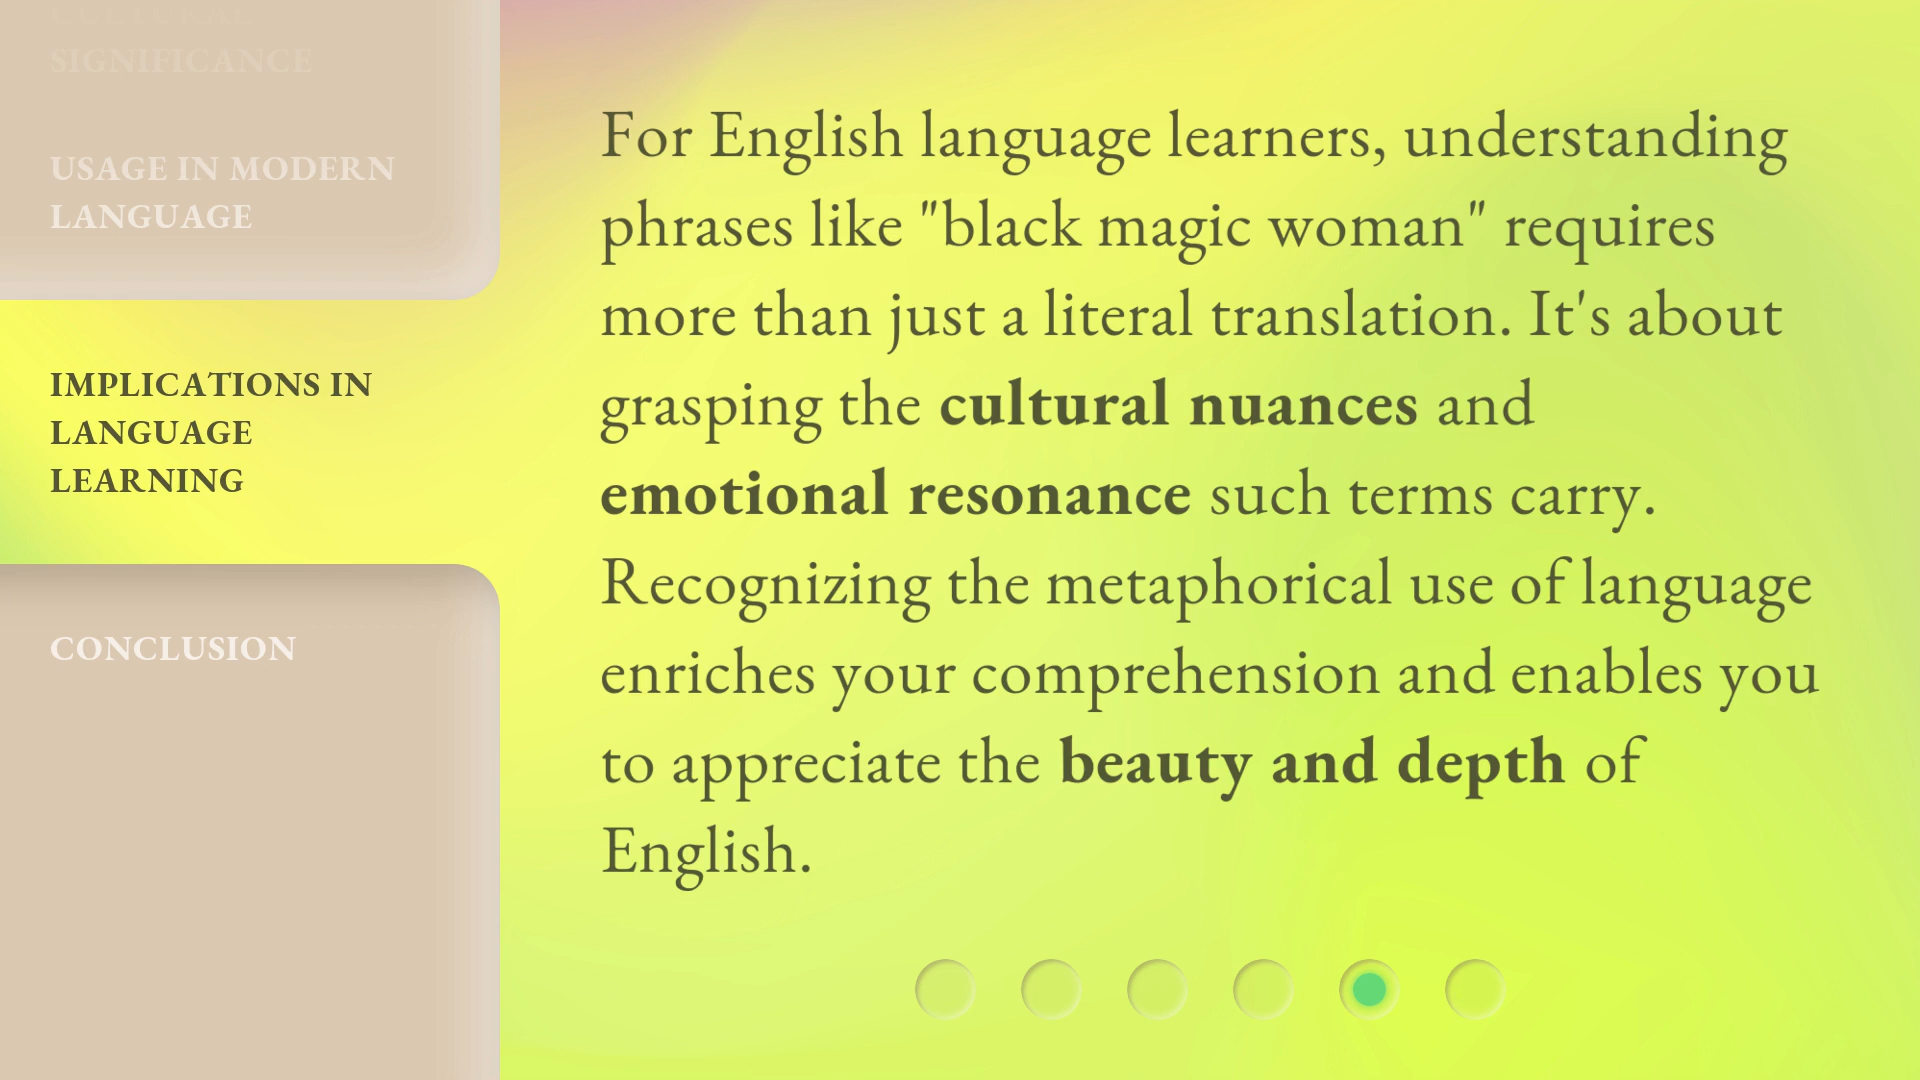 CULTURAL
SIGNIFICANCE
USAGE IN MODERN
LANGUAGE
IMPLICATIONS IN
LANGUAGE
LEARNING
CONCLUSION
For English language learners, understanding
phrases like "black magic woman" requires
more than just a literal translation. It's about
grasping the cultural nuances and
emotional resonance such terms carry.
Recognizing the metaphorical use of language
enriches your comprehension and enables you
to appreciate the beauty and depth of
English.